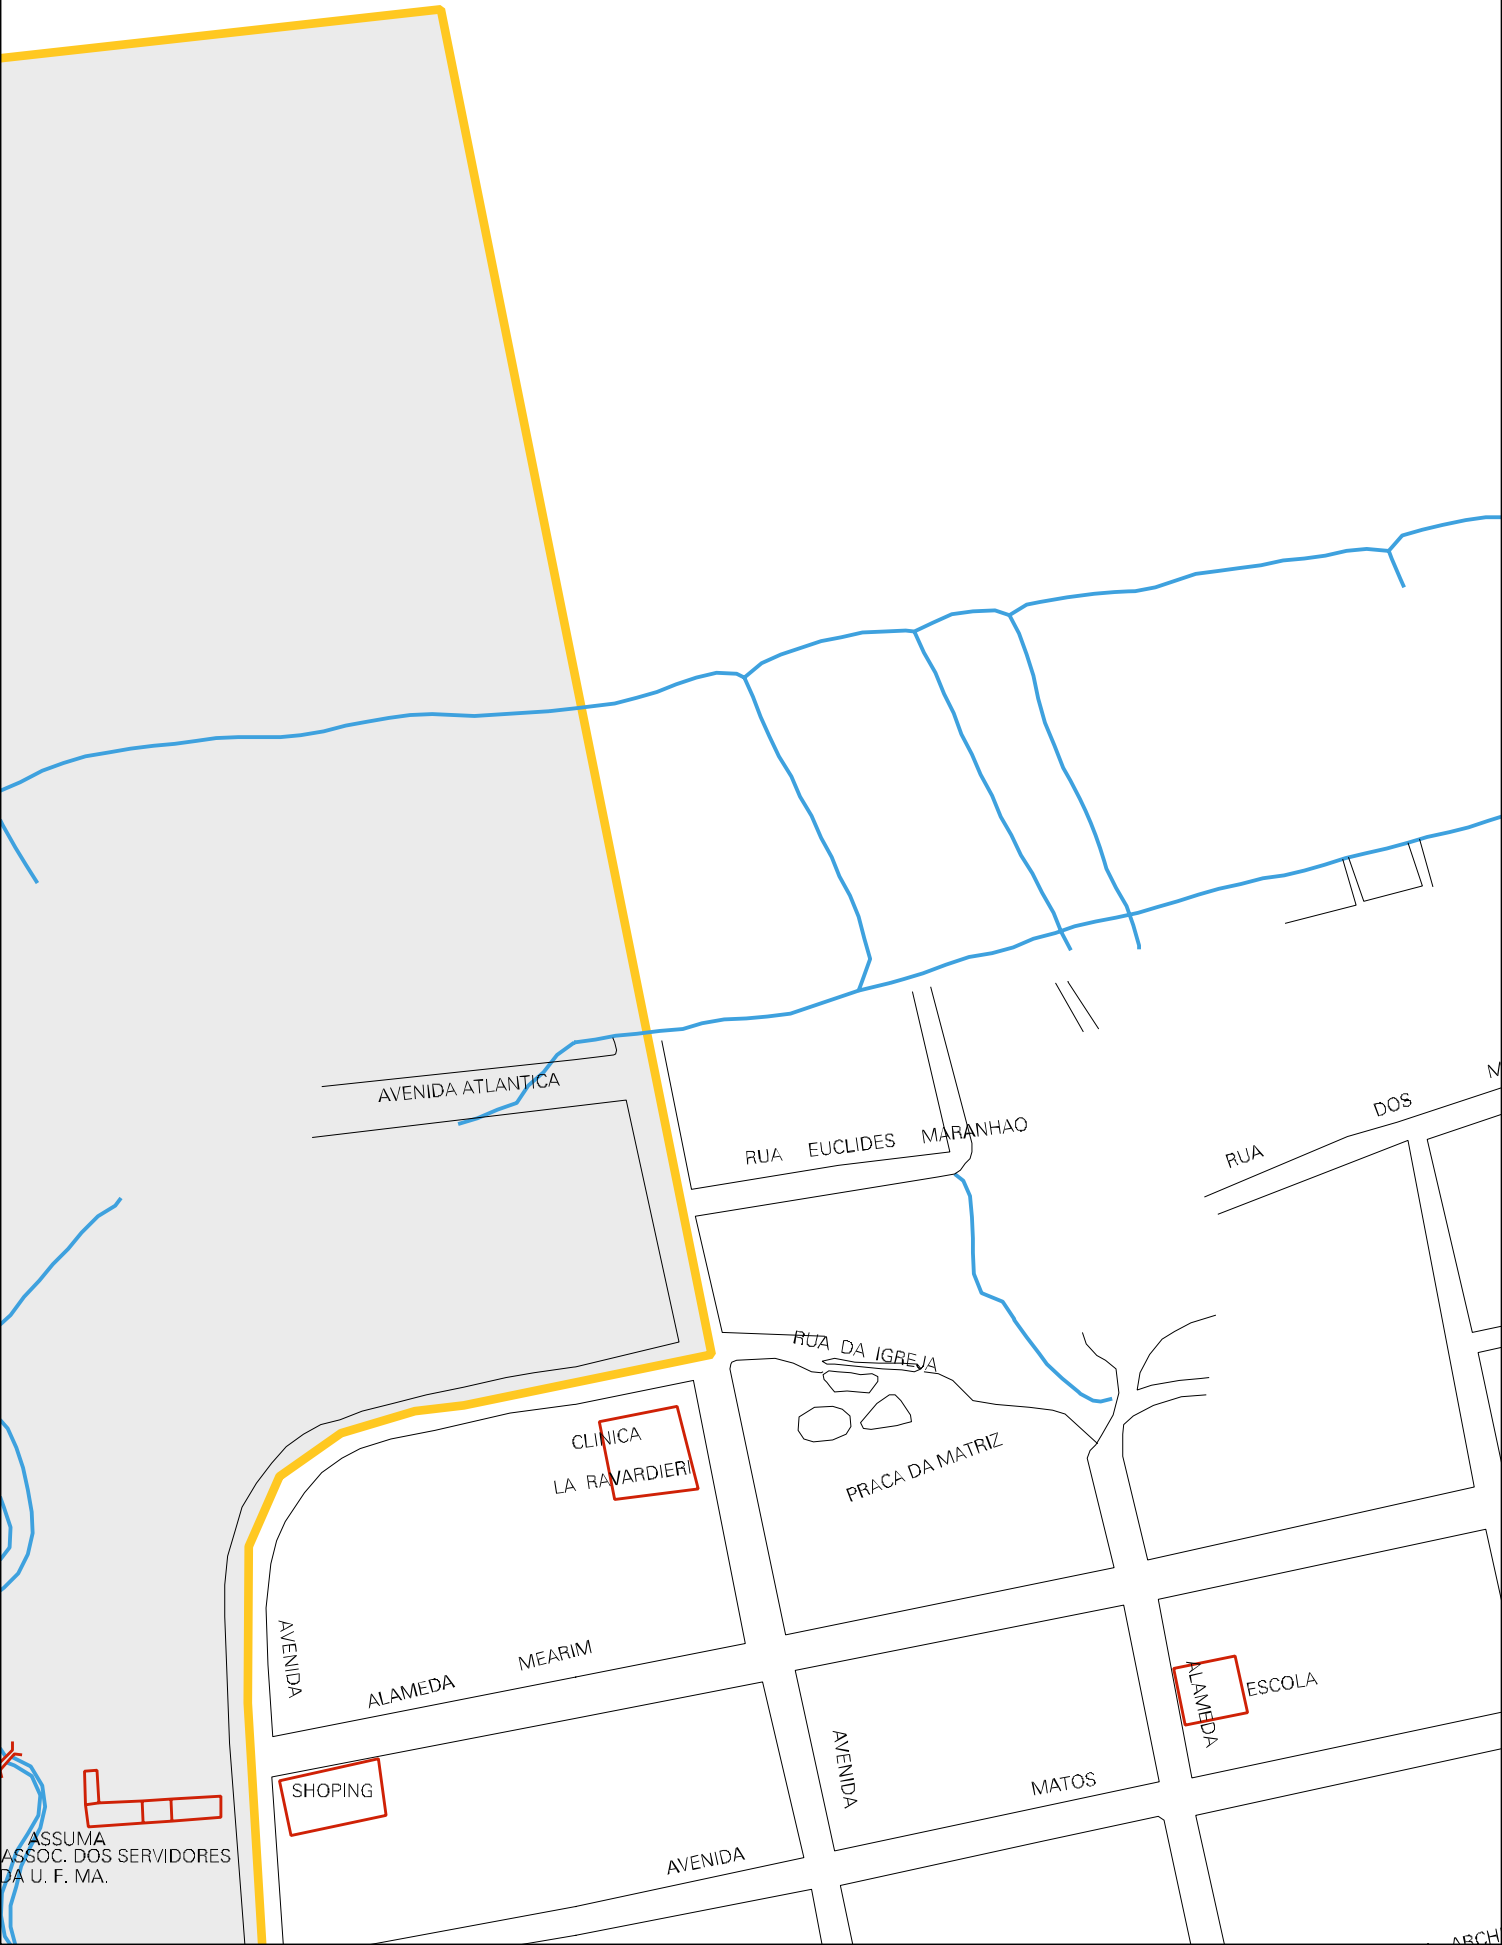 AVENIDA ATLANTICA
RUA EUCLIDES MARANHAO
RUA DOS
RUA DA IGREJA
CLINICA
LA RAVARDIERI
PRACA DA MATRIZ
AVENIDA
ALAMEDA MEARIM
ALAMEDA
ESCOLA
SHOPING
AVENIDA
AVENIDA MATOS
ASSUMA
ASSOC. DOS SERVIDORES
DA U. F. MA.